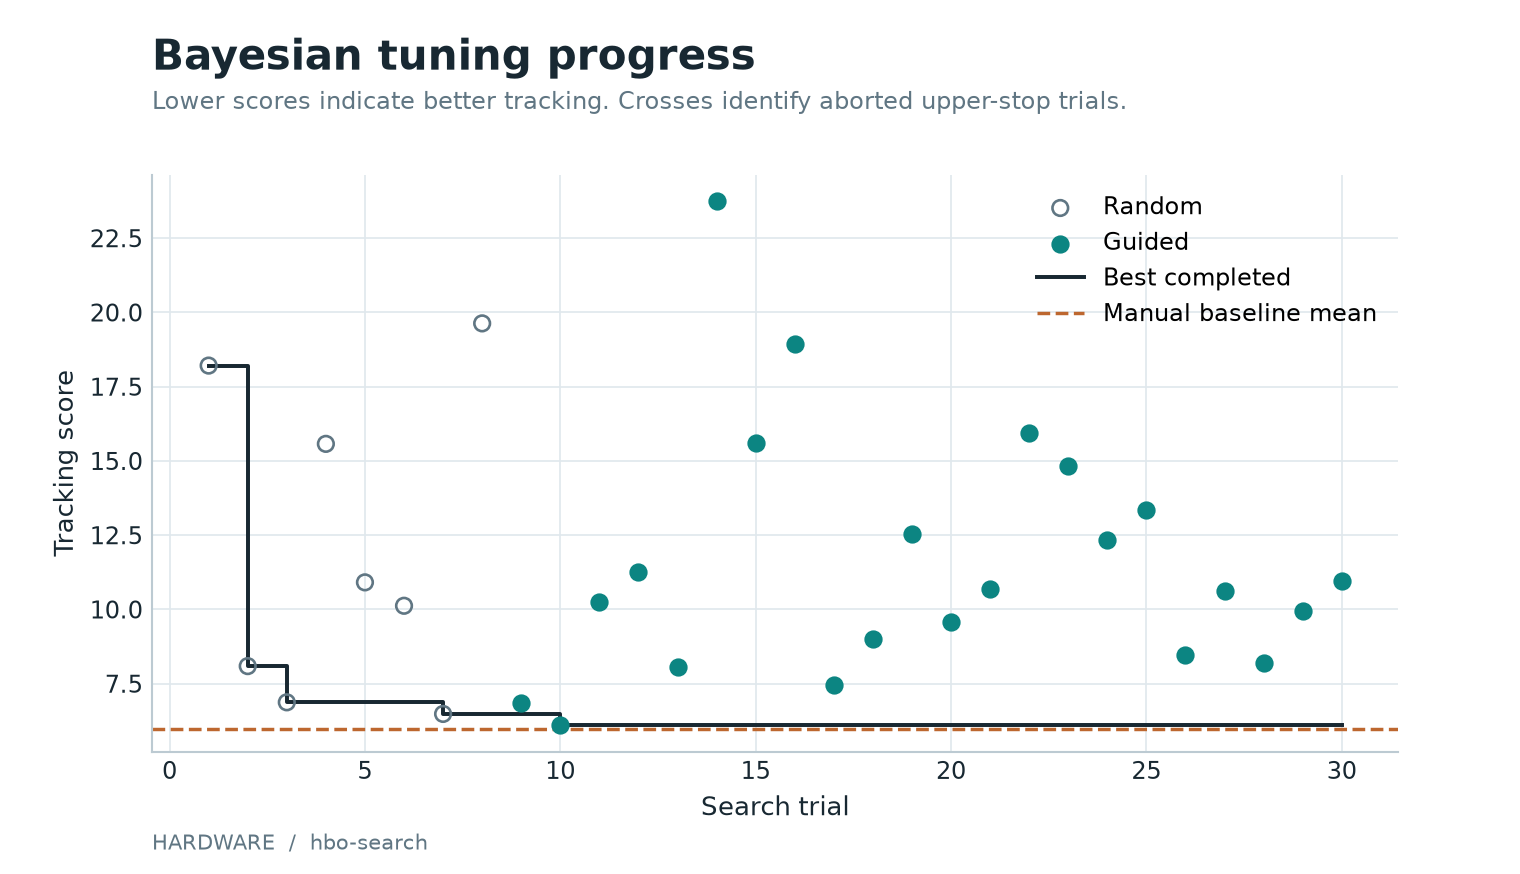 Bayesian tuning progress
Lower scores indicate better tracking. Crosses identify aborted upper-stop trials.
Random
Guided
Best completed
Manual baseline mean
Tracking score
22.5
20.0
17.5
15.0
12.5
10.0
7.5
0 5 10 15 20 25 30
Search trial
HARDWARE / hbo-search